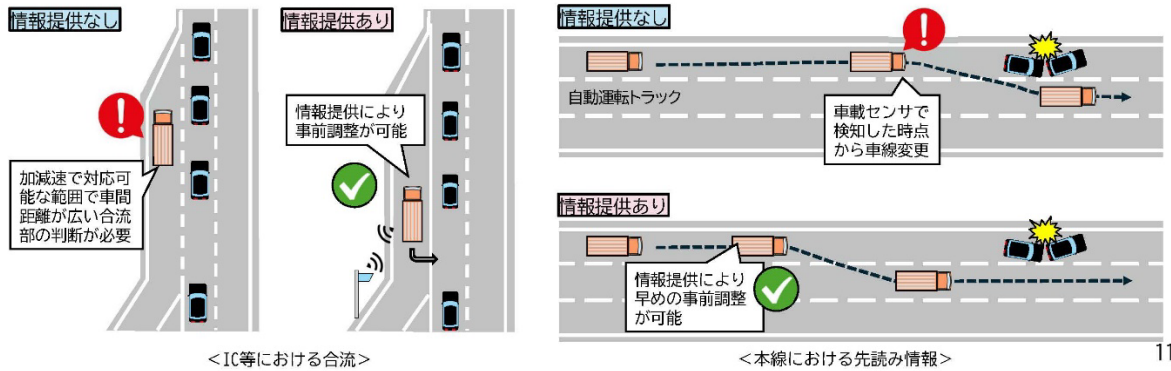 情報提供なし
加減速で対応可
能な範囲で車間
距離が広い合流
部の判断が必要
情報提供あり
情報提供により
事前調整が可能
<IC等における合流>
情報提供なし
自動運転トラック
車載センサで
検知した時点
から車線変更
情報提供あり
情報提供により
早めの事前調整
が可能
<本線における先読み情報>
11